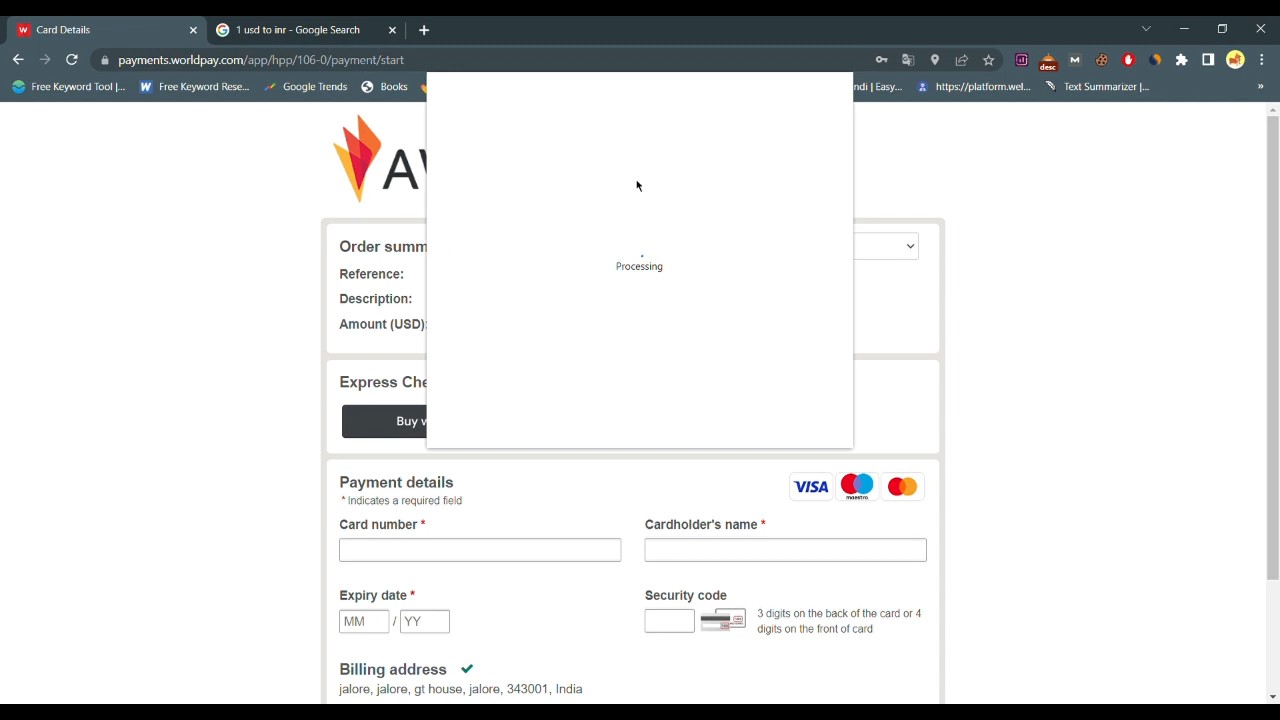 Card Details
1 usd to inr - Google Search
payments.worldpay.com/app/hpp/106-0/payment/start
desc
Free Keyword Tool |...
Free Keyword Rese...
Google Trends
Books
ndi | Easy...
https://platform.wel...
Text Summarizer |...
»
AV
Processing
Order summ
Reference:
Description:
Amount (USD):
Express Che
Buy v
Payment details
* Indicates a required field
VISA
maestro
Card number *
Cardholder's name *
Expiry date *
Security code
MM / YY
3 digits on the back of the card or 4
digits on the front of card
Billing address
jalore, jalore, gt house, jalore, 343001, India